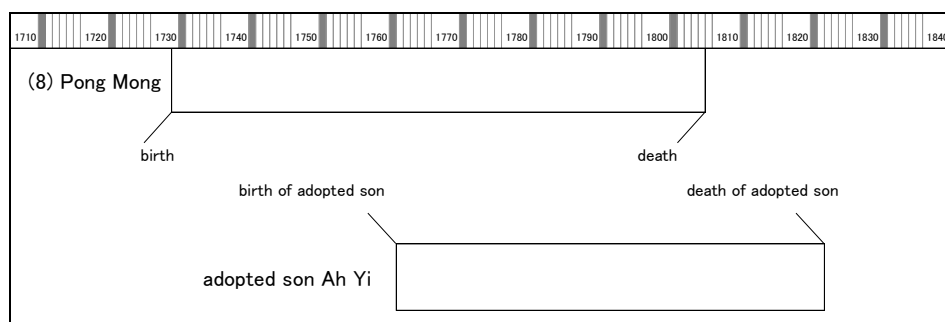 1710 1720 1730 1740 1750 1760 1770 1780 1790 1800 1810 1820 1830 1840
(8) Pong Mong
birth death
birth of adopted son death of adopted son
adopted son Ah Yi